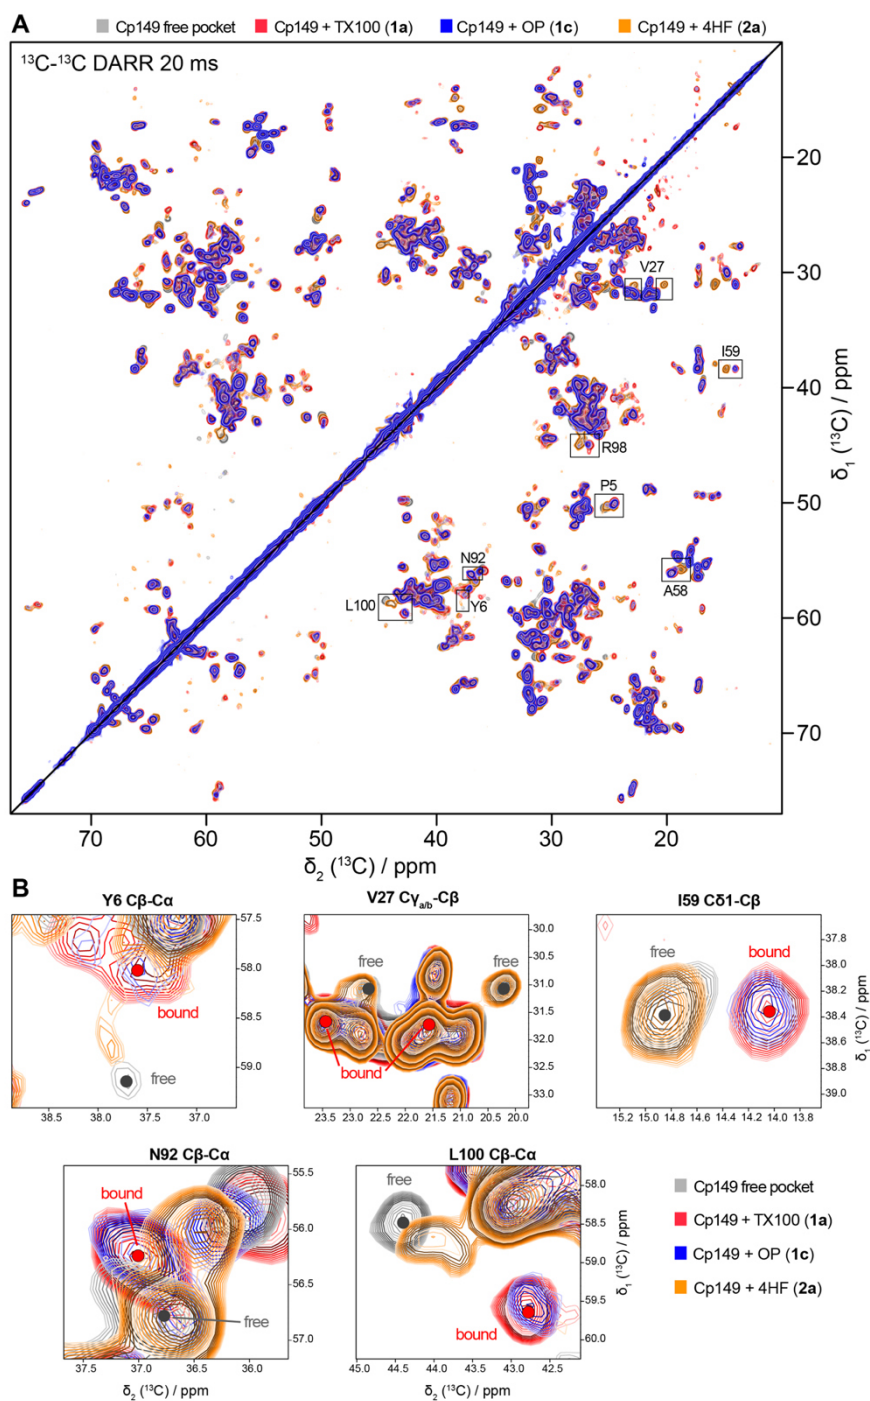 Cp149 free pocket Cp149 + TX100 (1a) Cp149 + OP (1c) Cp149 + 4HF (2a)
A
¹³C-¹³C DARR 20 ms
20
30
40
50
60
70
δ₁ (¹³C) / ppm
V27
I59
R98
P5
N92
A58
L100
Y6
70 60 50 40 30 20
δ₂ (¹³C) / ppm
B
Y6 Cβ-Cα
bound
free
57.5
58.0
58.5
59.0
38.5 38.0 37.5 37.0
V27 Cγa/b-Cβ
free
free
bound
30.0
30.5
31.0
31.5
32.0
32.5
33.0
23.5 23.0 22.5 22.0 21.5 21.0 20.5 20.0
I59 Cδ1-Cβ
free
bound
37.8
38.1
38.4
38.7
39.0
δ₁ (¹³C) / ppm
15.2 15.0 14.8 14.6 14.4 14.2 14.0 13.8
N92 Cβ-Cα
bound
free
55.5
56.0
56.5
57.0
37.5 37.0 36.5 36.0
δ₂ (¹³C) / ppm
L100 Cβ-Cα
free
bound
58.0
58.5
59.0
59.5
60.0
δ₁ (¹³C) / ppm
45.0 44.5 44.0 43.5 43.0 42.5
δ₂ (¹³C) / ppm
Cp149 free pocket
Cp149 + TX100 (1a)
Cp149 + OP (1c)
Cp149 + 4HF (2a)